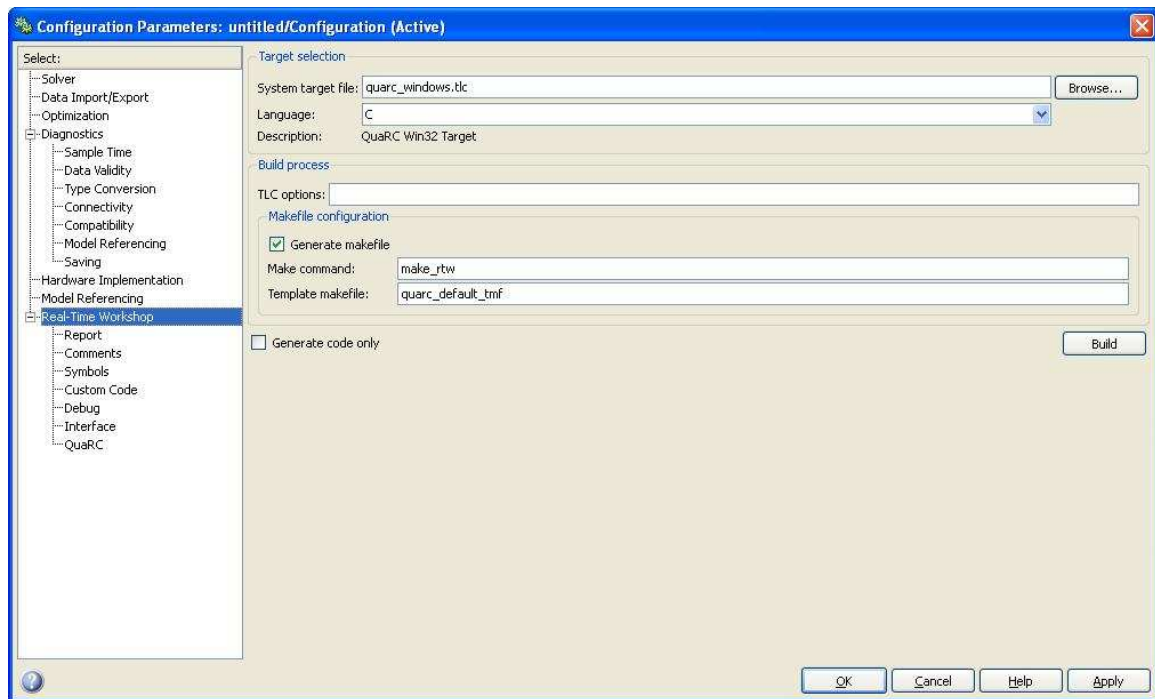 Configuration Parameters: untitled/Configuration (Active)
Select:
Solver
Data Import/Export
Optimization
Diagnostics
Sample Time
Data Validity
Type Conversion
Connectivity
Compatibility
Model Referencing
Saving
Hardware Implementation
Model Referencing
Real-Time Workshop
Report
Comments
Symbols
Custom Code
Debug
Interface
QuaRC
Target selection
System target file: quarc_windows.tlc Browse...
Language: C
Description: QuaRC Win32 Target
Build process
TLC options:
Makefile configuration
Generate makefile
Make command: make_rtw
Template makefile: quarc_default_tmf
Generate code only Build
OK Cancel Help Apply